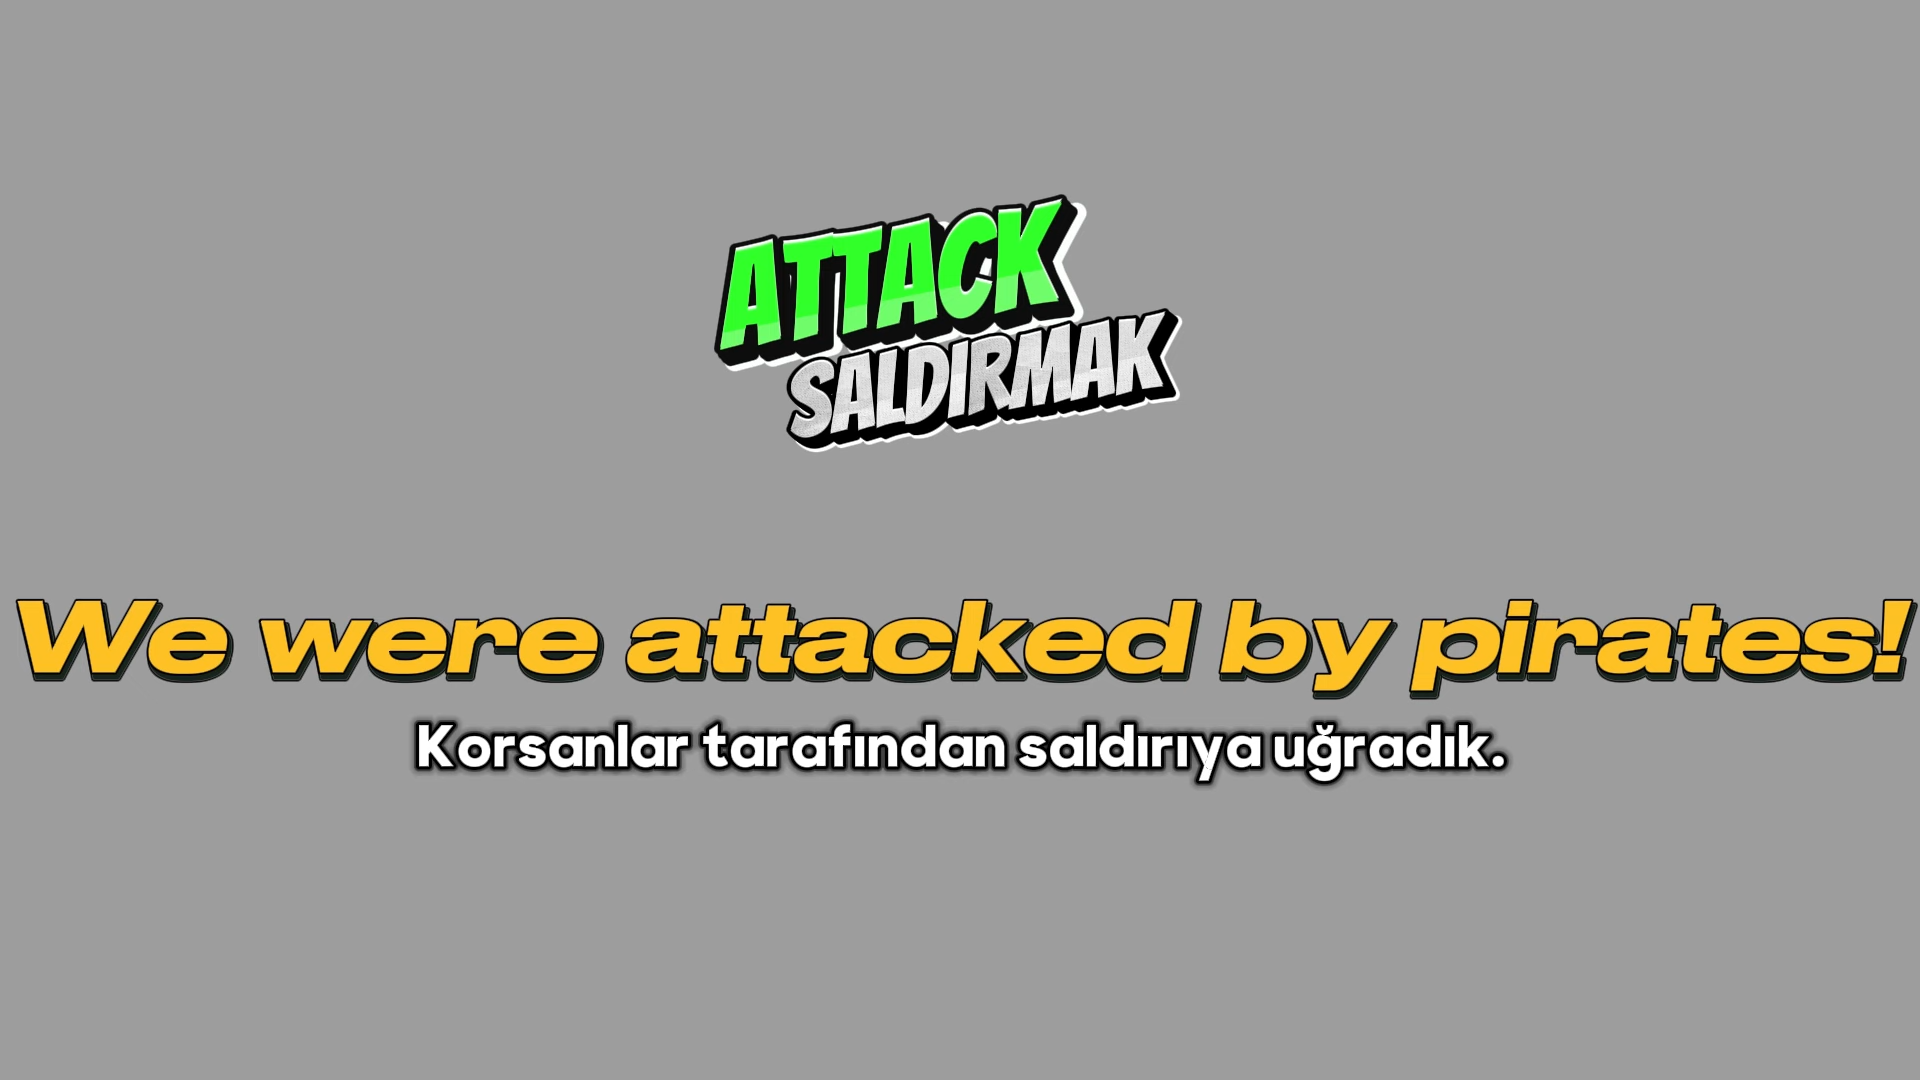 ATTACK
SALDIRMAK
We were attacked by pirates!
Korsanlar tarafından saldırıya uğradık.